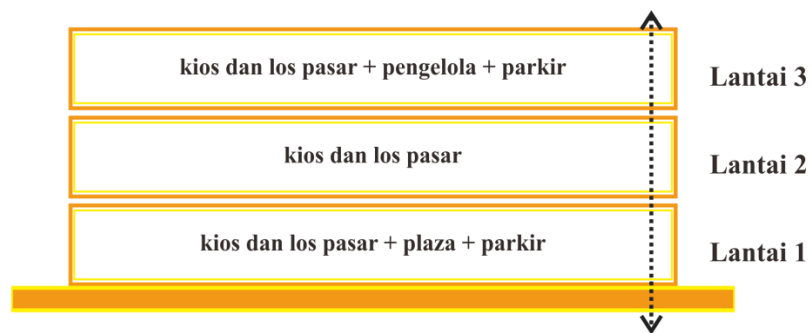 kios dan los pasar + pengelola + parkir
Lantai 3
kios dan los pasar
Lantai 2
kios dan los pasar + plaza + parkir
Lantai 1